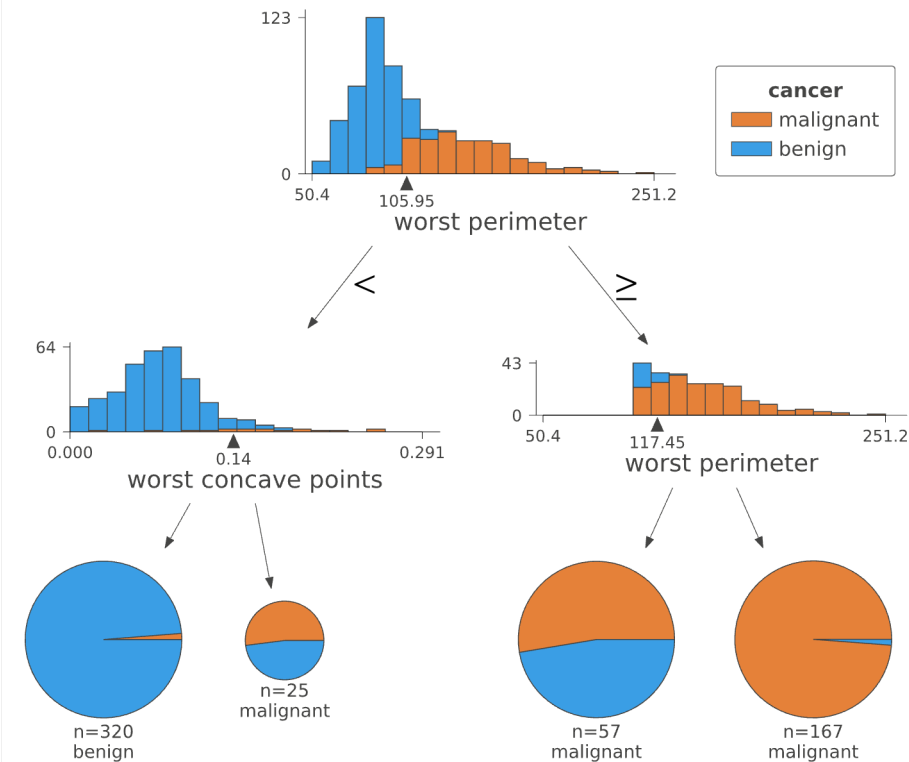 123
0
50.4
105.95
251.2
worst perimeter
cancer
malignant
benign
<
≥
64
0
0.000
0.14
0.291
worst concave points
43
0
50.4
117.45
251.2
worst perimeter
n=320
benign
n=25
malignant
n=57
malignant
n=167
malignant